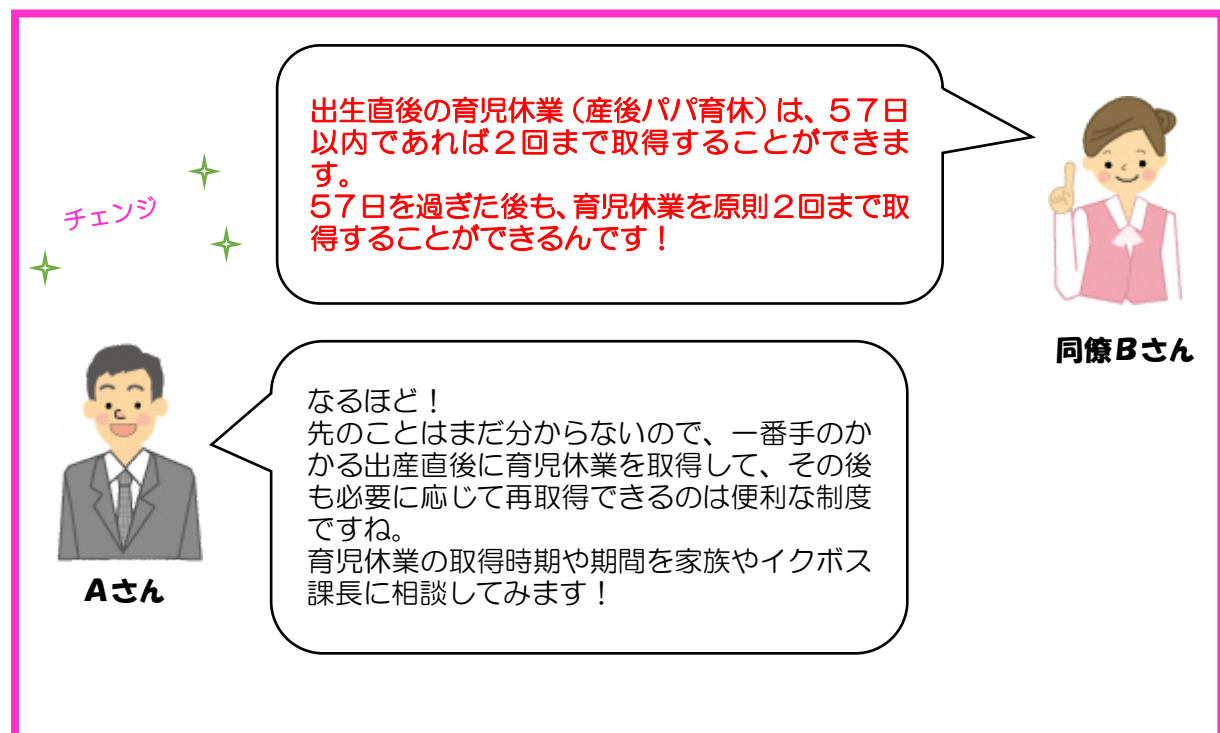 出生直後の育児休業（産後パパ育休）は、５７日
以内であれば２回まで取得することができま
す。
５７日を過ぎた後も、育児休業を原則２回まで取
得することができるんです！
チェンジ
同僚Ｂさん
なるほど！
先のことはまだ分からないので、一番手のか
かる出産直後に育児休業を取得して、その後
も必要に応じて再取得できるのは便利な制度
ですね。
育児休業の取得時期や期間を家族やイクボス
課長に相談してみます！
Ａさん